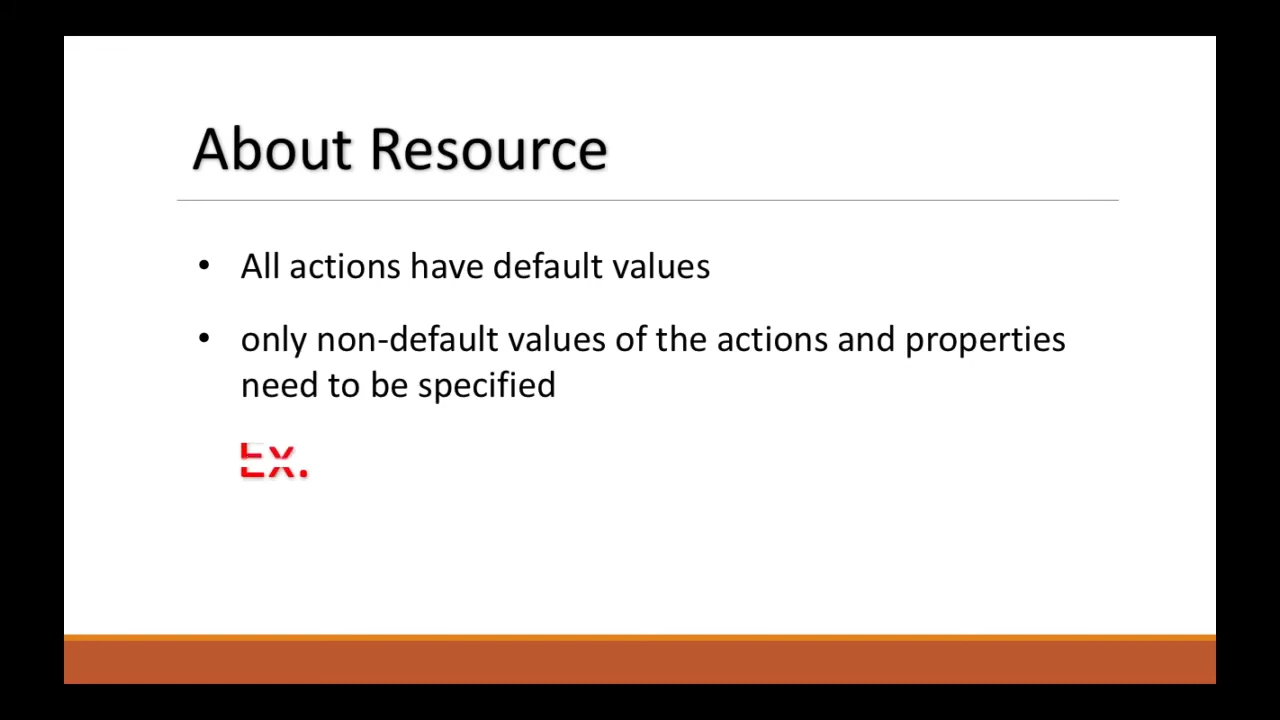 About Resource
• All actions have default values
• only non-default values of the actions and properties
need to be specified
Ex.